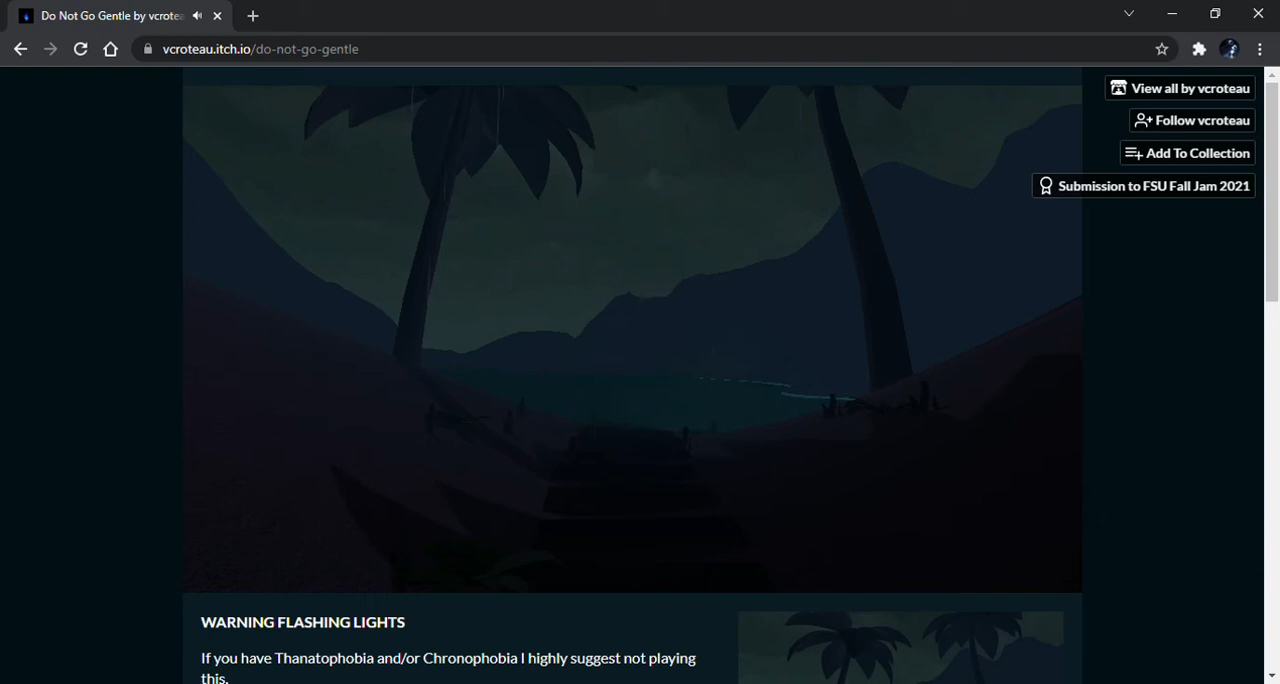 Do Not Go Gentle by vcrotea
vcroteau.itch.io/do-not-go-gentle
View all by vcroteau
Follow vcroteau
Add To Collection
Submission to FSU Fall Jam 2021
WARNING FLASHING LIGHTS
If you have Thanatophobia and/or Chronophobia I highly suggest not playing
this.